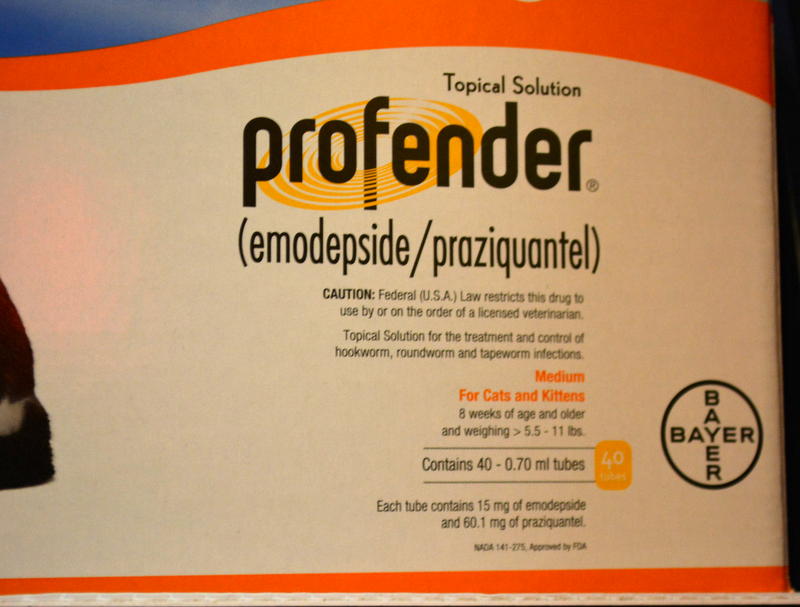 Topical Solution
profender®
(emodepside/praziquantel)
CAUTION: Federal (U.S.A.) Law restricts this drug to
use by or on the order of a licensed veterinarian.
Topical Solution for the treatment and control of
hookworm, roundworm and tapeworm infections.
Medium
For Cats and Kittens
8 weeks of age and older
and weighing > 5.5 - 11 lbs.
Contains 40 - 0.70 ml tubes
40
tubes
Each tube contains 15 mg of emodepside
and 60.1 mg of praziquantel.
NADA 141-275, Approved by FDA
BAYER
BAYER